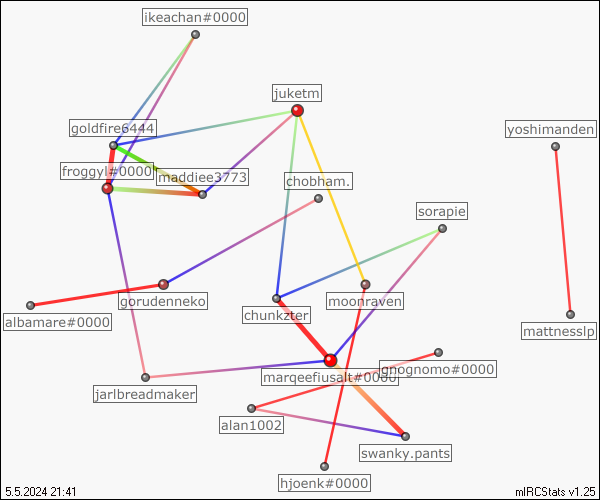 ikeachan#0000
juketm
goldfire6444
yoshimanden
froggyl#0000
maddiee3773
chobham.
sorapie
gorudenneko
moonraven
chunkzter
albamare#0000
mattnesslp
marqeefiusalt#0000
gnognomo#0000
jarlbreadmaker
alan1002
swanky.pants
hjoenk#0000
5.5.2024 21:41
mIRCStats v1.25